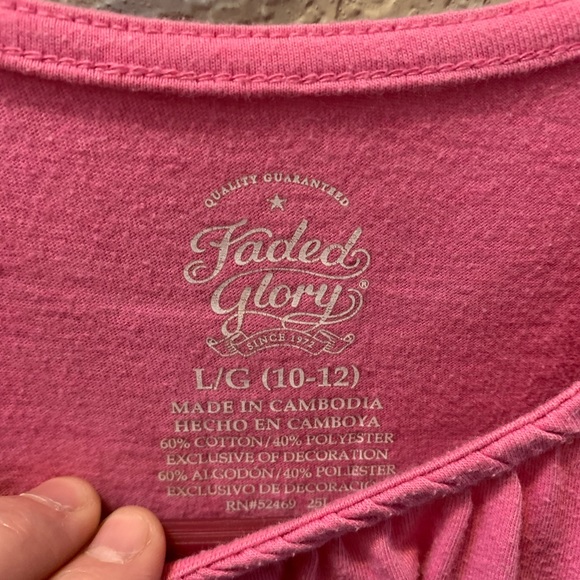 QUALITY GUARANTEED
Faded
Glory®
SINCE 1972
L/G (10-12)
MADE IN CAMBODIA
HECHO EN CAMBOYA
60% COTTON/40% POLYESTER
EXCLUSIVE OF DECORATION
60% ALGODÓN/40% POLIESTER
EXCLUSIVO DE DECORACIÓN
RN#52469